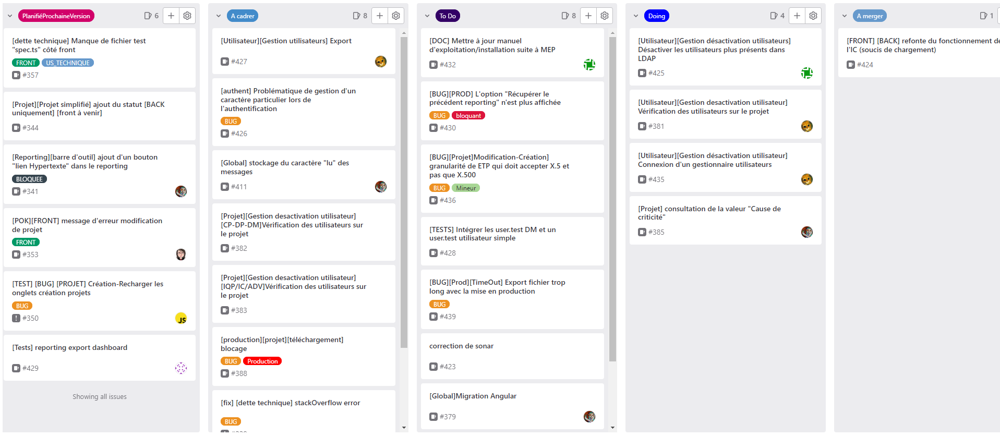 PlanifiéProchaineVersion
6
[dette technique] Manque de fichier test
"spec.ts" côté front
FRONT US_TECHNIQUE
#357
[Projet][Projet simplifié] ajout du statut [BACK
uniquement] [front à venir]
#344
[Reporting][barre d'outil] ajout d'un bouton
"lien Hypertexte" dans le reporting
BLOQUEE
#341
[POK][FRONT] message d'erreur modification
de projet
FRONT
#353
[TEST] [BUG] [PROJET] Création-Recharger les
onglets création projets
BUG
#350
JS
[Tests] reporting export dashboard
#429
Showing all issues
A cadrer
8
[Utilisateur][Gestion utilisateurs] Export
#427
[authent] Problématique de gestion d'un
caractère particulier lors de
l'authentification
BUG
#426
[Global] stockage du caractère "lu" des
messages
#411
[Projet][Gestion desactivation utilisateur]
[CP-DP-DM]Vérification des utilisateurs sur
le projet
#382
[Projet][Gestion desactivation utilisateur]
[IQP/IC/ADV]Vérification des utilisateurs sur
le projet
#383
[production][projet][téléchargement]
blocage
BUG Production
#388
[fix] [dette technique] stackOverflow error
BUG
To Do
8
[DOC] Mettre à jour manuel
d'exploitation/installation suite à MEP
#432
[BUG][PROD] L'option "Récupérer le
précédent reporting" n'est plus affichée
BUG bloquant
#430
[BUG][Projet]Modification-Création]
granularité de ETP qui doit accepter X.5 et
pas que X.500
BUG Mineur
#436
[TESTS] Intégrer les user.test DM et un
user.test utilisateur simple
#428
[BUG][Prod][TimeOut] Export fichier trop
long avec la mise en production
BUG
#439
correction de sonar
#423
[Global]Migration Angular
#379
Doing
4
[Utilisateur][Gestion désactivation utilisateurs]
Désactiver les utilisateurs plus présents dans
LDAP
#425
[Utilisateur][Gestion désactivation utilisateur]
Vérification des utilisateurs sur le projet
#381
[Utilisateur][Gestion désactivation utilisateur]
Connexion d'un gestionnaire utilisateurs
#435
[Projet] consultation de la valeur "Cause de
criticité"
#385
A merger
1
[FRONT] [BACK] refonte du fonctionnement de
l'IC (soucis de chargement)
#424